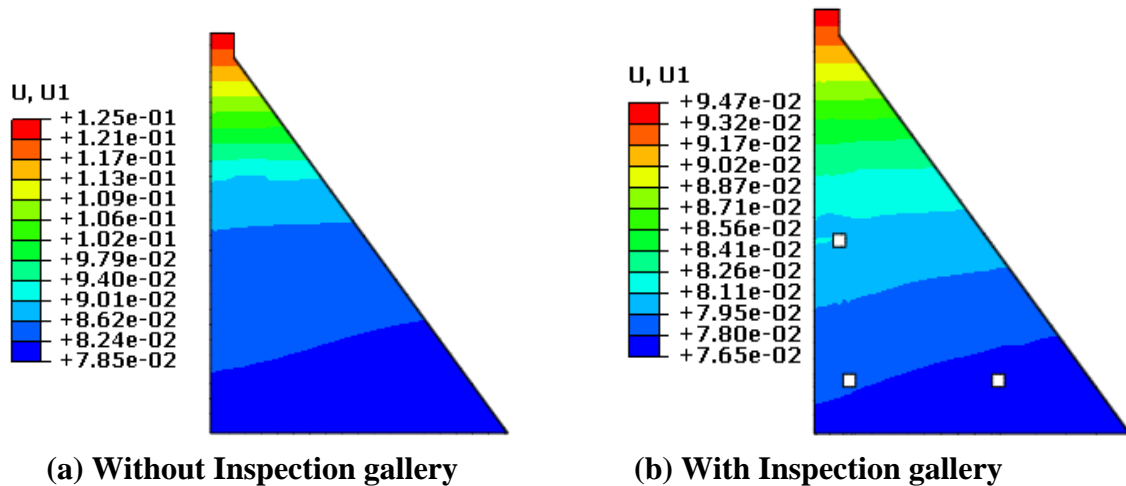 U, U1
+1.25e-01
+1.21e-01
+1.17e-01
+1.13e-01
+1.09e-01
+1.06e-01
+1.02e-01
+9.79e-02
+9.40e-02
+9.01e-02
+8.62e-02
+8.24e-02
+7.85e-02
(a) Without Inspection gallery
U, U1
+9.47e-02
+9.32e-02
+9.17e-02
+9.02e-02
+8.87e-02
+8.71e-02
+8.56e-02
+8.41e-02
+8.26e-02
+8.11e-02
+7.95e-02
+7.80e-02
+7.65e-02
(b) With Inspection gallery